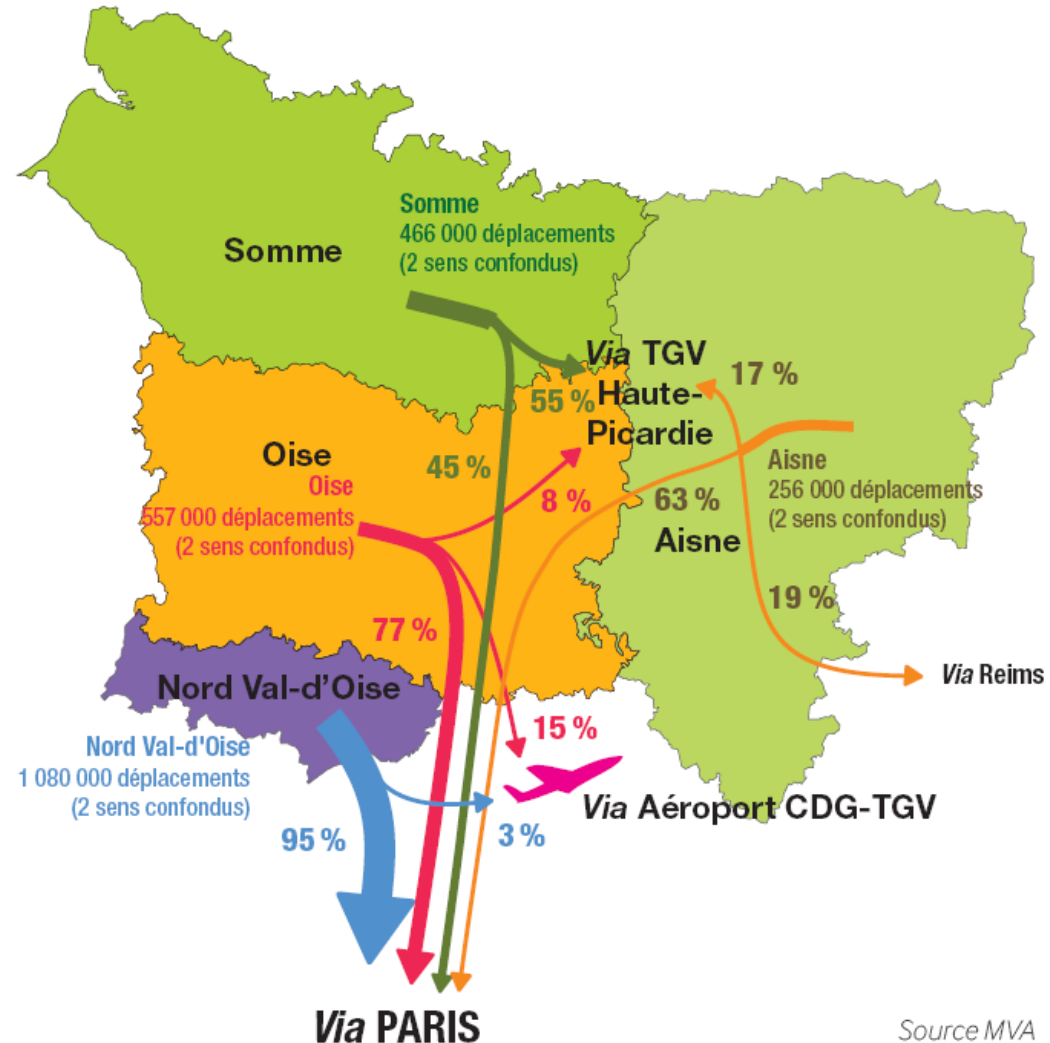 Somme
466 000 déplacements
(2 sens confondus)
Somme
Via TGV
Haute-
Picardie
17 %
55 %
Oise
45 %
Oise
557 000 déplacements
(2 sens confondus)
8 %
63 %
Aisne
256 000 déplacements
(2 sens confondus)
Aisne
19 %
77 %
Via Reims
Nord Val-d'Oise
15 %
Nord Val-d'Oise
1 080 000 déplacements
(2 sens confondus)
Via Aéroport CDG-TGV
95 %
3 %
Via PARIS
Source MVA